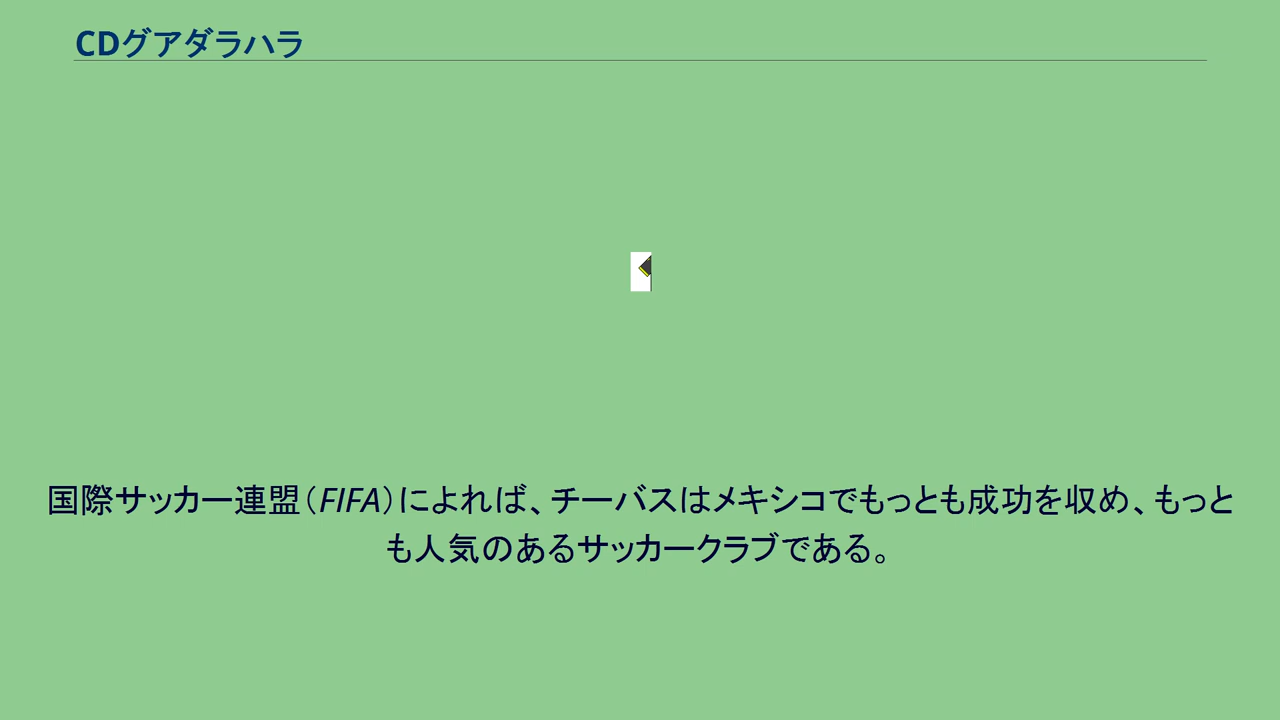 CDグアダラハラ
国際サッカー連盟（FIFA）によれば、チーバスはメキシコでもっとも成功を収め、もっと
も人気のあるサッカークラブである。